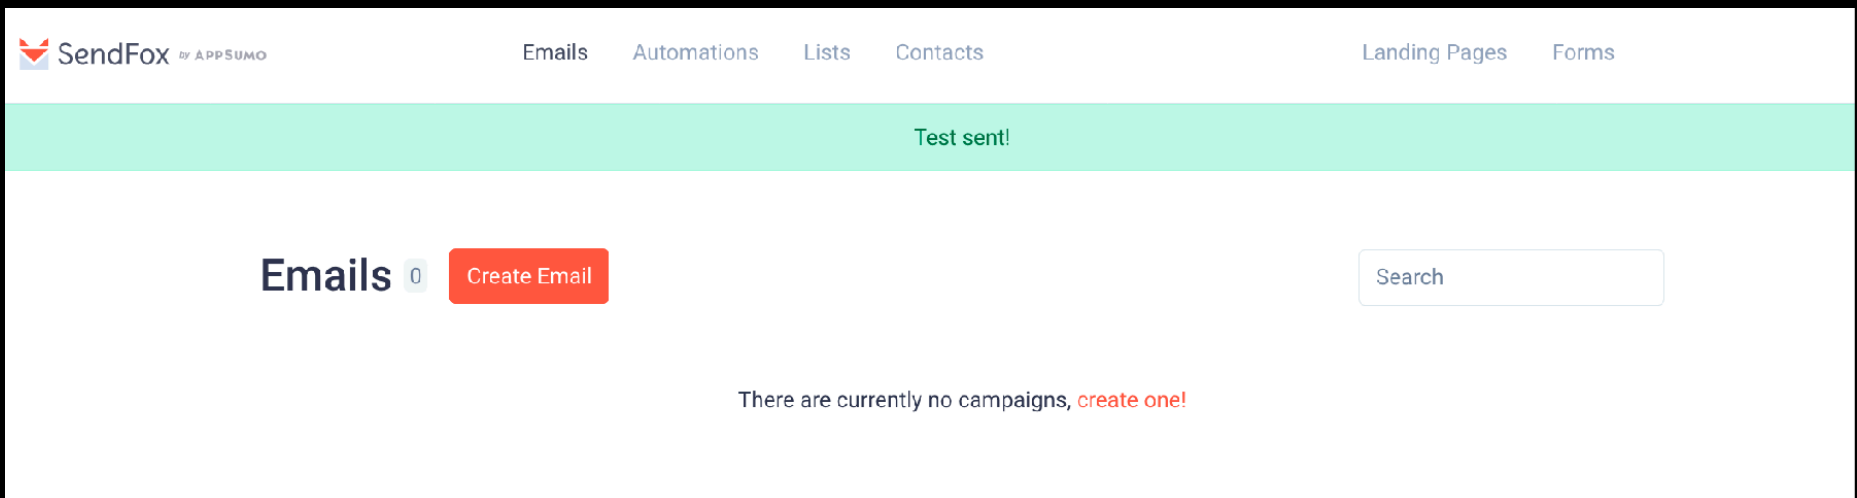 SendFox BY APPSUMO Emails Automations Lists Contacts Landing Pages Forms
Test sent!
Emails 0 Create Email Search
There are currently no campaigns, create one!